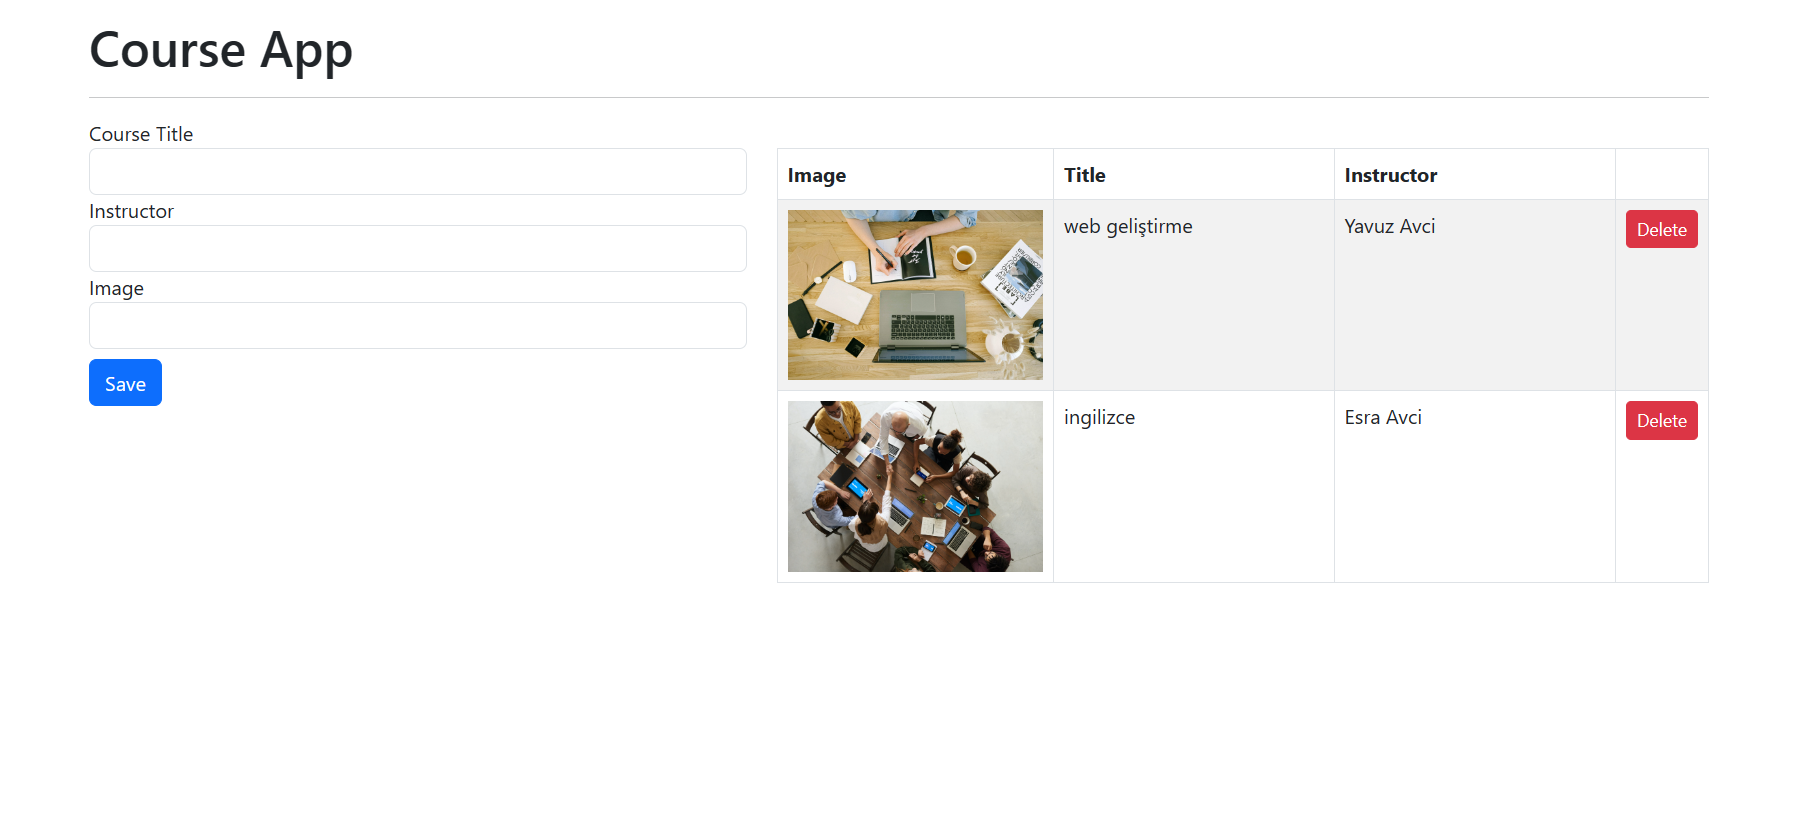 Course App
Course Title
Instructor
Image
Save
Image Title Instructor
web geliştirme Yavuz Avci Delete
ingilizce Esra Avci Delete